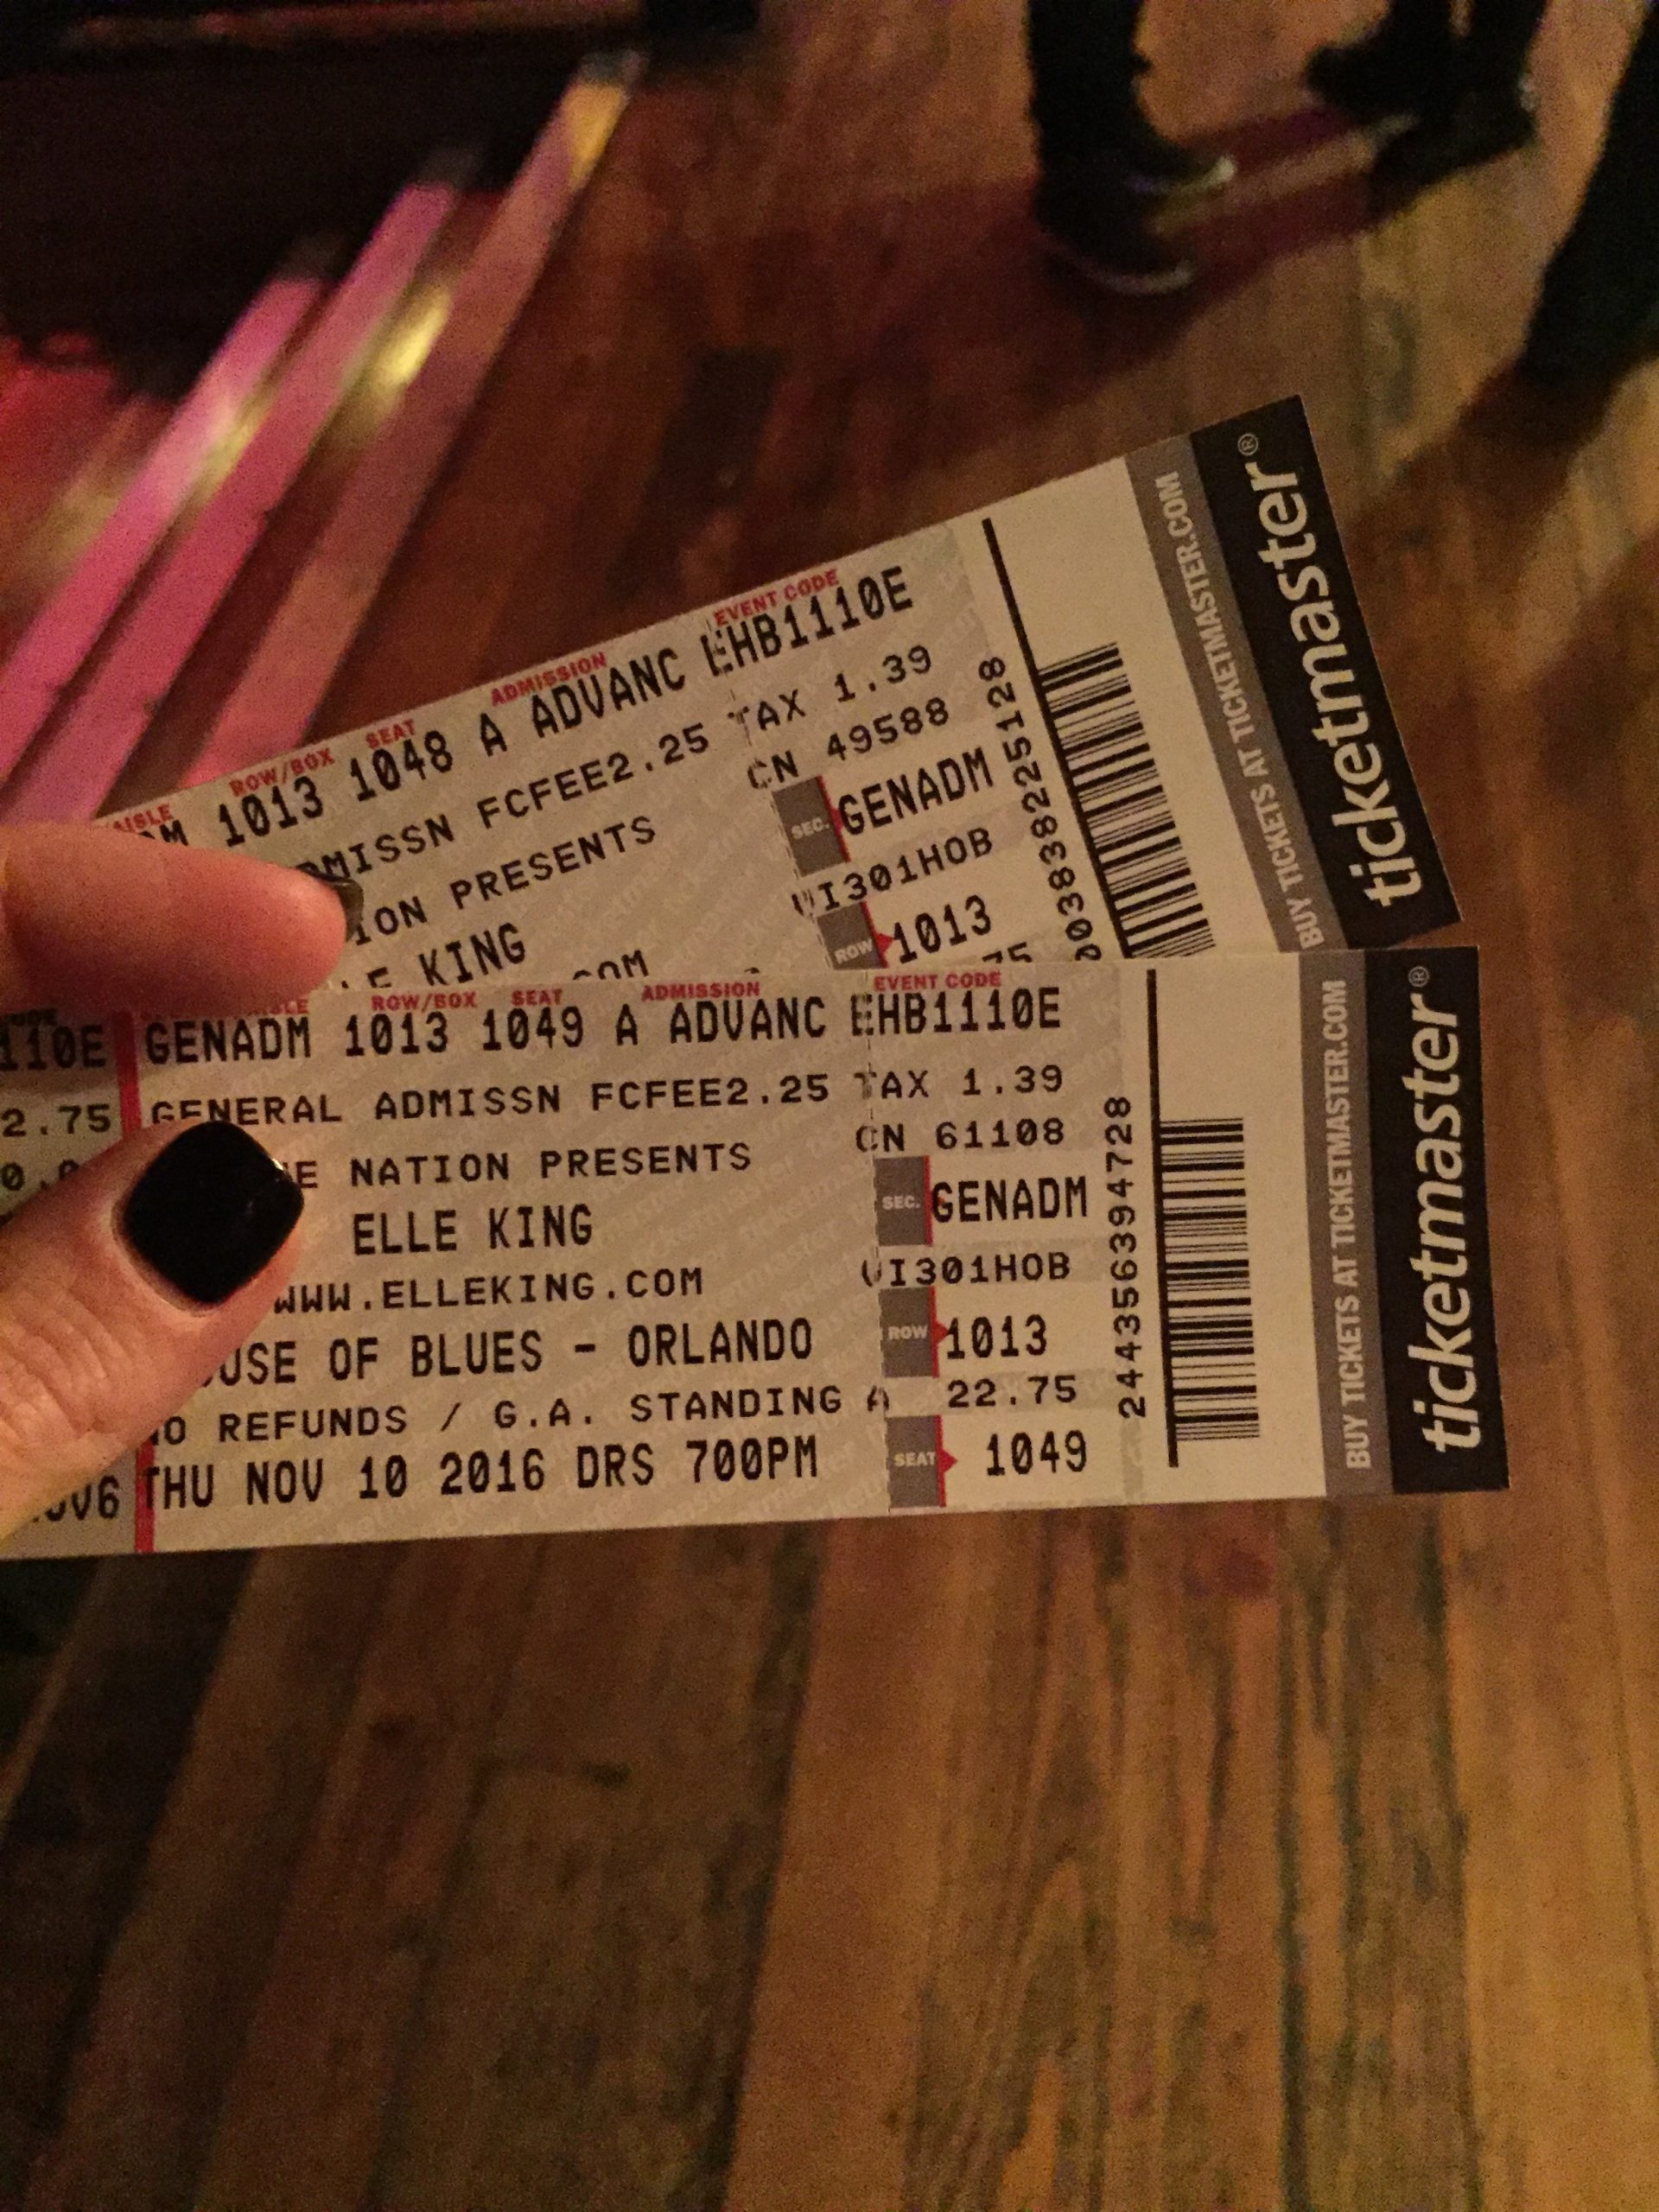 AISLE ROW/BOX SEAT ADMISSION EVENT CODE
1013 1048 A ADVANC EHB1110E
ADMISSN FCFEE2.25 TAX 1.39
PRESENTS CN 49588
KING SEC. GENADM
UI301HOB
ROW 1013
BUY TICKETS AT TICKETMASTER.COM
ticketmaster®
ROW/BOX SEAT ADMISSION EVENT CODE
110E GENADM 1013 1049 A ADVANC EHB1110E
2.75 GENERAL ADMISSN FCFEE2.25 TAX 1.39
NATION PRESENTS CN 61108
ELLE KING SEC. GENADM
WWW.ELLEKING.COM UI301HOB
OUSE OF BLUES - ORLANDO ROW 1013
NO REFUNDS / G.A. STANDING A 22.75
THU NOV 10 2016 DRS 700PM SEAT 1049
2443556394728
BUY TICKETS AT TICKETMASTER.COM
ticketmaster®